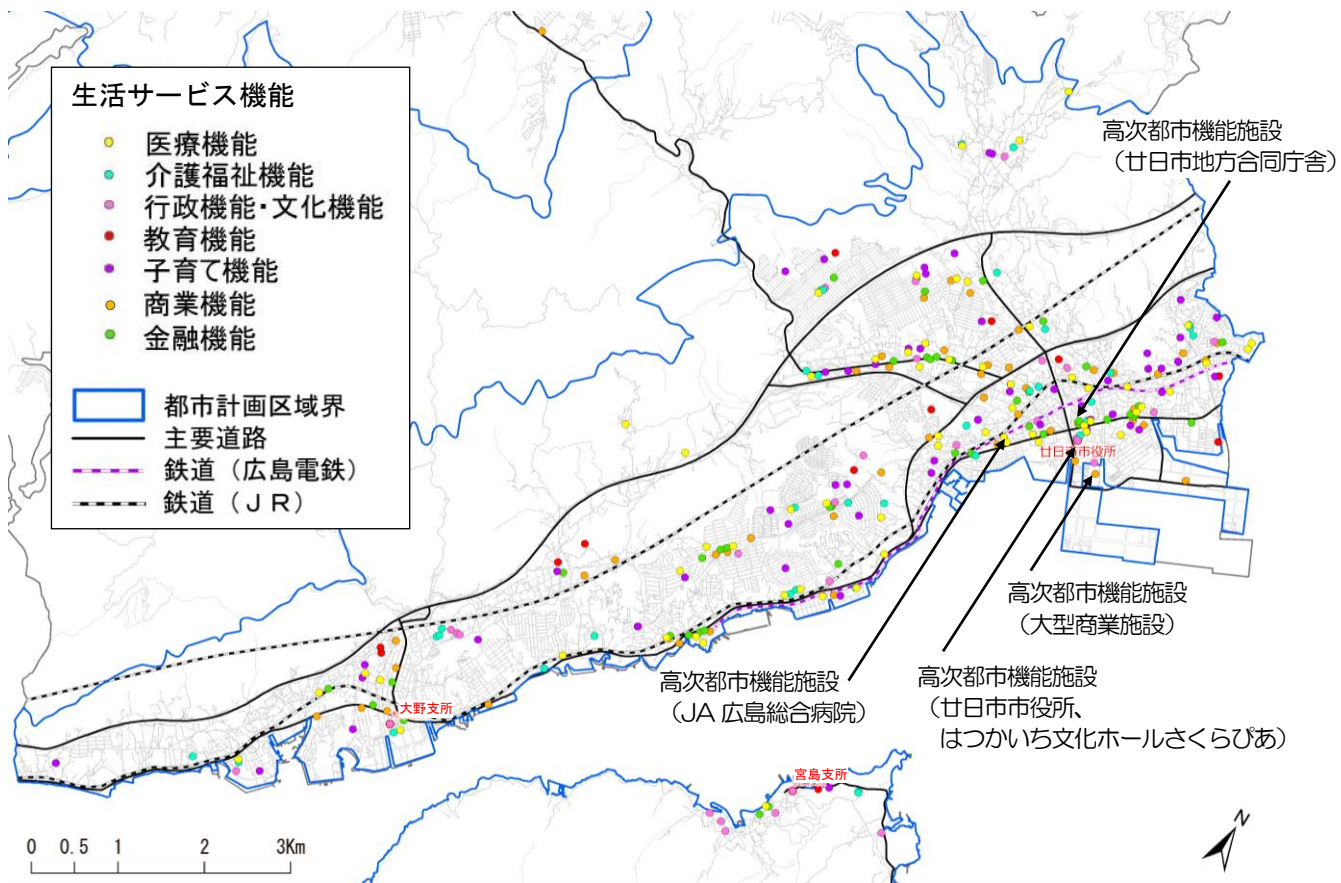 生活サービス機能
医療機能
介護福祉機能
行政機能・文化機能
教育機能
子育て機能
商業機能
金融機能
都市計画区域界
主要道路
鉄道（広島電鉄）
鉄道（ＪＲ）
高次都市機能施設
（廿日市地方合同庁舎）
廿日市市役所
高次都市機能施設
（大型商業施設）
高次都市機能施設
（JA 広島総合病院）
高次都市機能施設
（廿日市市役所、
はつかいち文化ホールさくらぴあ）
大野支所
宮島支所
0 0.5 1 2 3Km
N